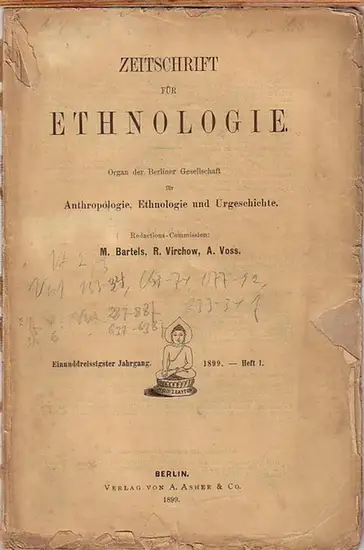 ZEITSCHRIFT
FÜR
ETHNOLOGIE.
Organ der Berliner Gesellschaft
für
Anthropologie, Ethnologie und Urgeschichte.
Redactions-Commission:
M. Bartels, R. Virchow, A. Voss.
Einunddreissigster Jahrgang. 1899. — Heft 1.
BERLIN.
VERLAG VON A. ASHER & CO.
1899.